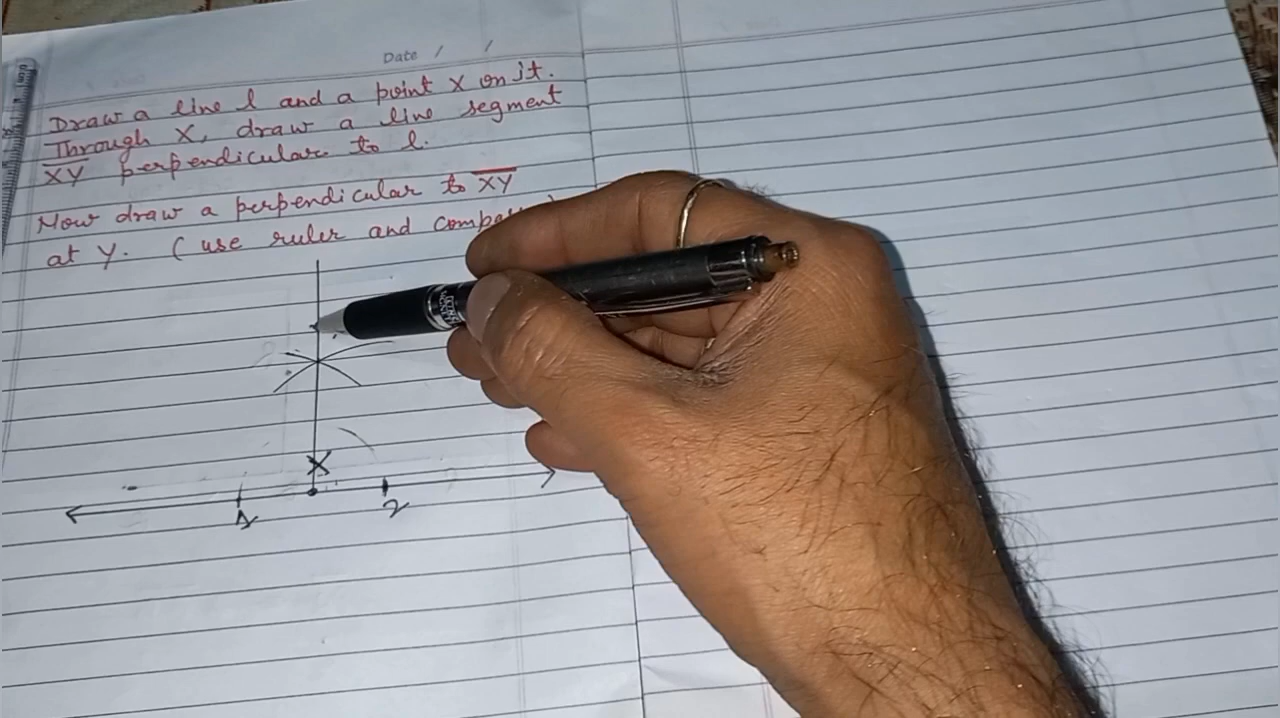 Date / /
Draw a line l and a point X on it.
Through X, draw a line segment
XY perpendicular to l.
Now draw a perpendicular to XY
at Y. (use ruler and
X
1
2